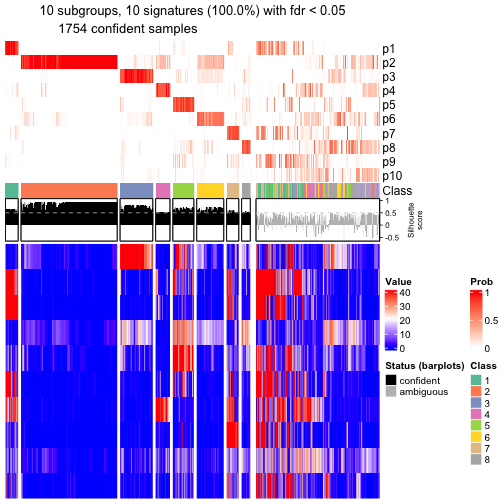 10 subgroups, 10 signatures (100.0%) with fdr < 0.05
1754 confident samples
p1
p2
p3
p4
p5
p6
p7
p8
p9
p10
Class
1
0.5
0
-0.5
Silhouette
score
Value
40
30
20
10
0
Prob
1
0.5
0
Status (barplots)
confident
ambiguous
Class
1
2
3
4
5
6
7
8